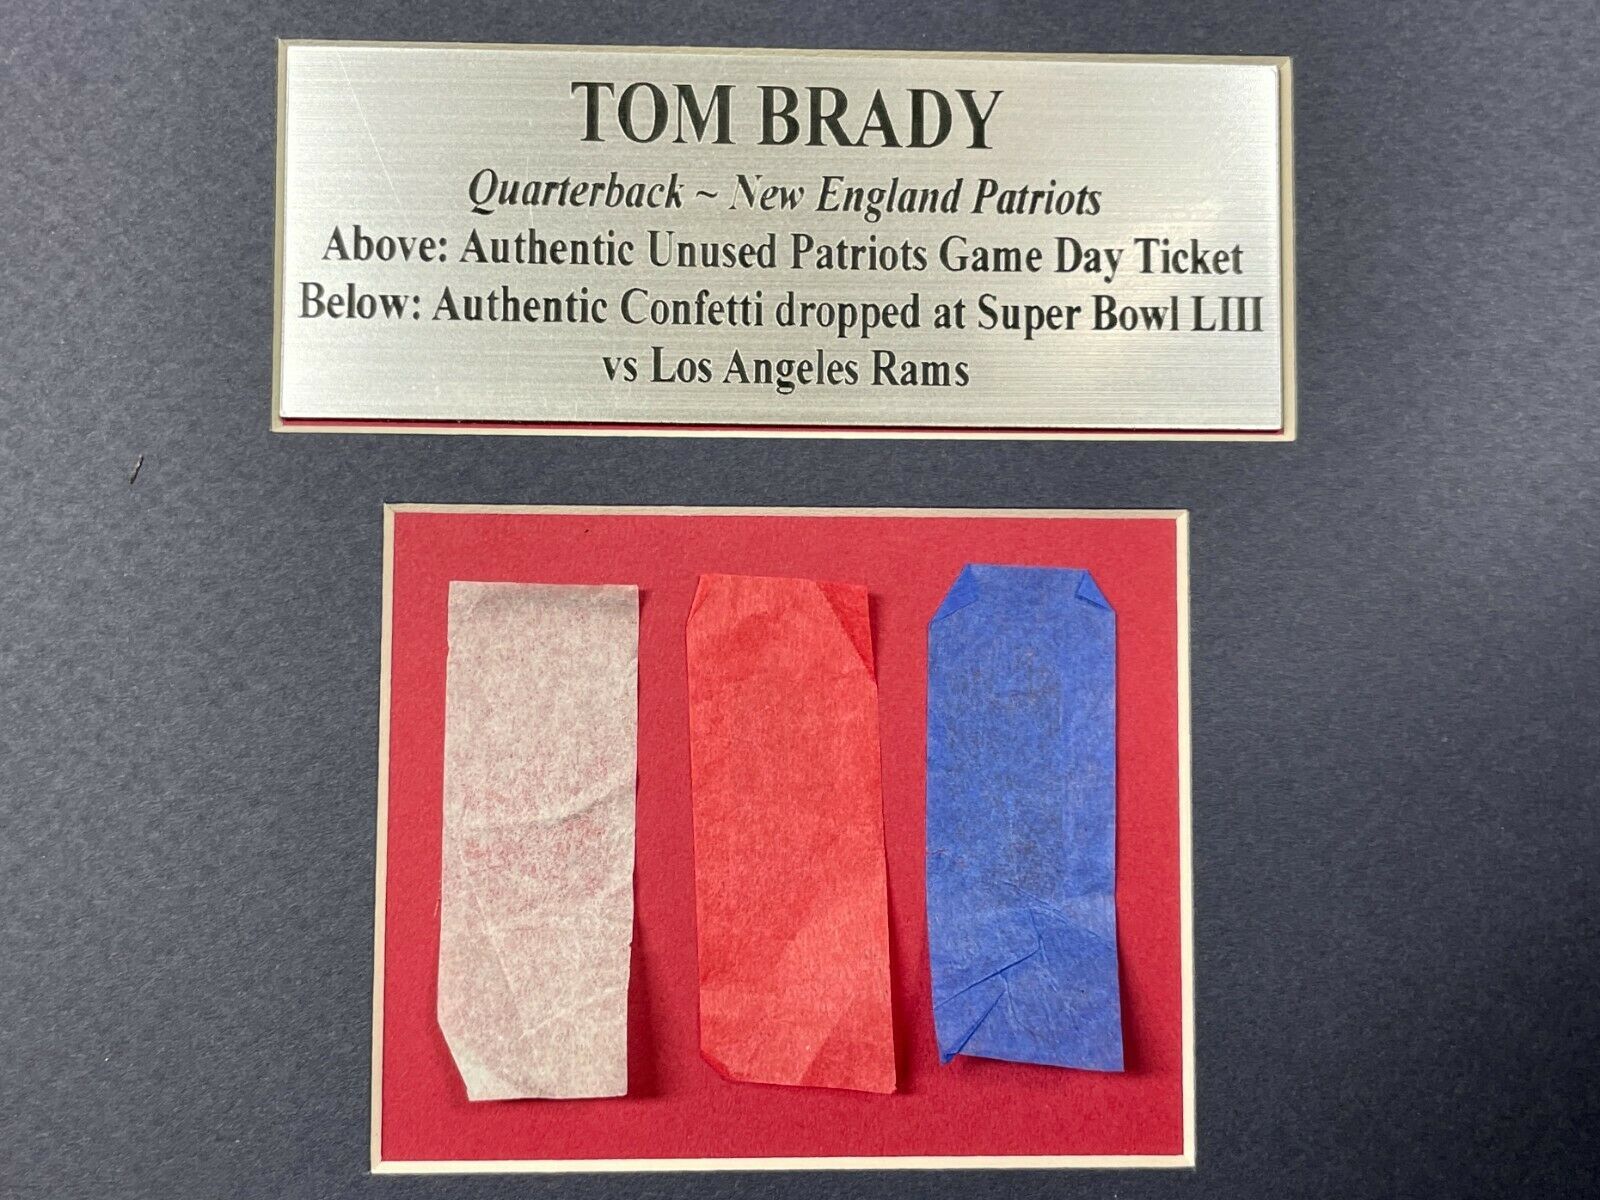 TOM BRADY
Quarterback ~ New England Patriots
Above: Authentic Unused Patriots Game Day Ticket
Below: Authentic Confetti dropped at Super Bowl LIII
vs Los Angeles Rams